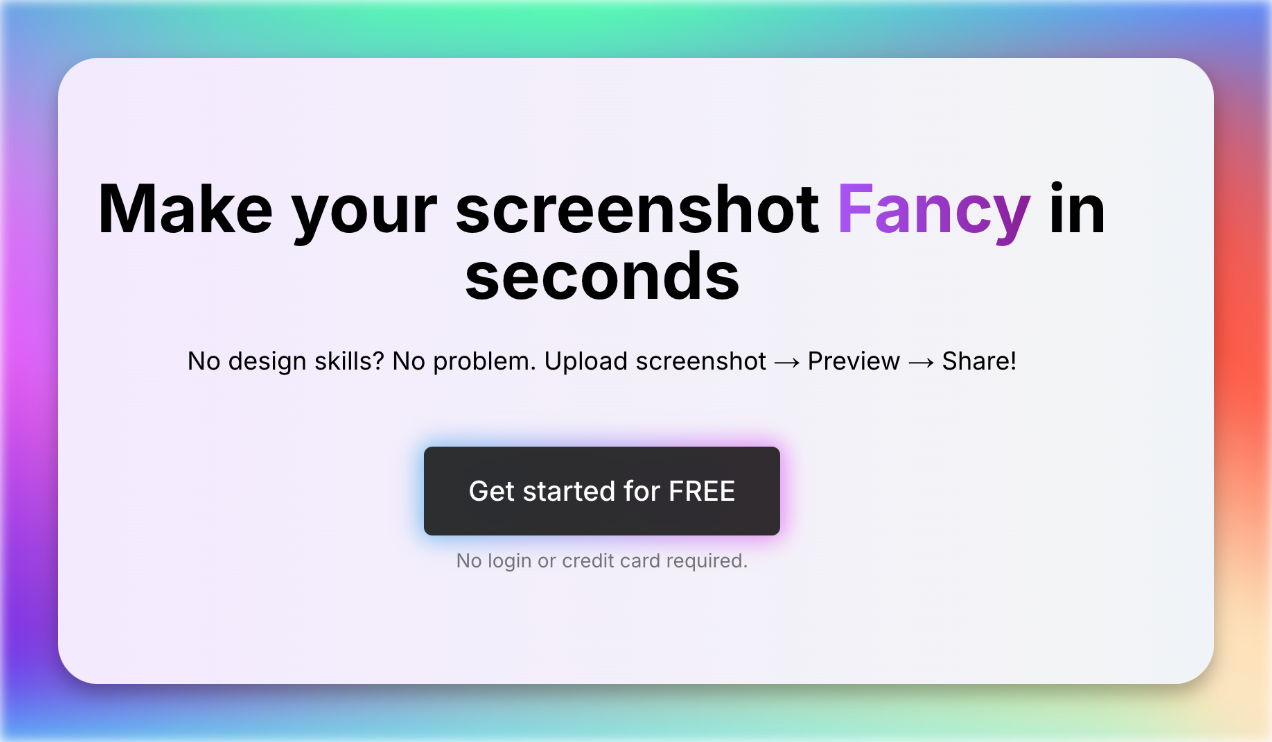 Make your screenshot Fancy in
seconds
No design skills? No problem. Upload screenshot → Preview → Share!
Get started for FREE
No login or credit card required.